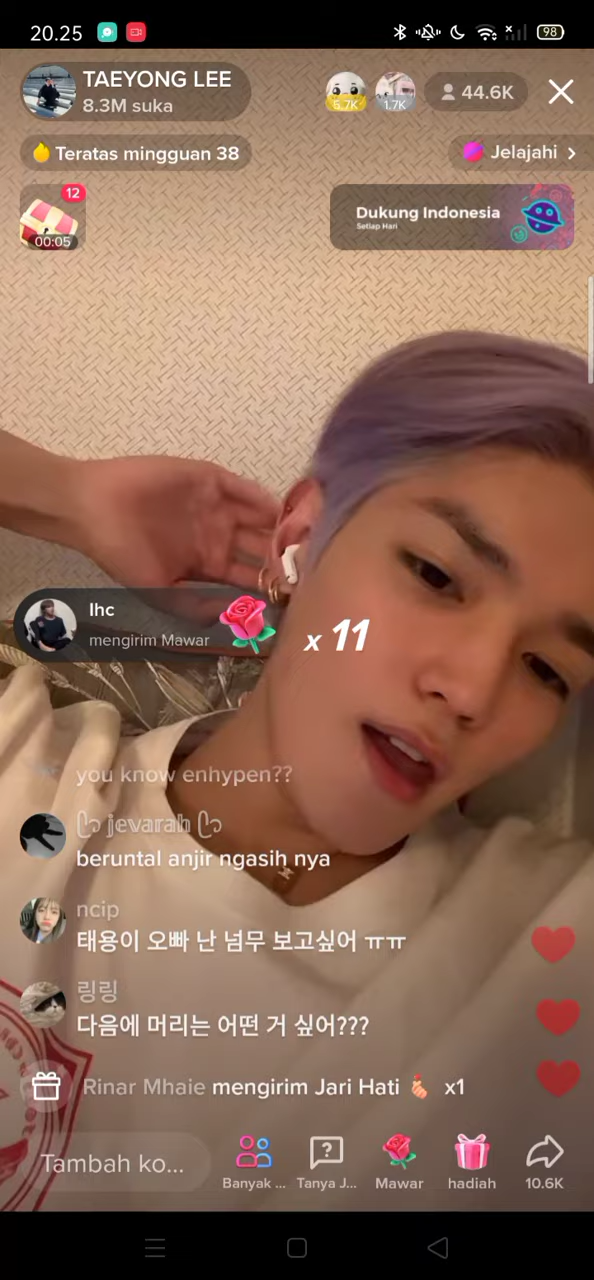 20.25
98
TAEYONG LEE
8.3M suka
6.7K
1.7K
44.6K
Teratas mingguan 38
Jelajahi
12
00:05
Dukung Indonesia
Setiap Hari
lhc
mengirim Mawar
x 11
you know enhypen??
jevarah
beruntal anjir ngasih nya
ncip
태용이 오빠 난 넘무 보고싶어 ㅠㅠ
링링
다음에 머리는 어떤 거 싶어???
Rinar Mhaie mengirim Jari Hati x1
Tambah ko...
Banyak ...
Tanya J...
Mawar
hadiah
10.6K